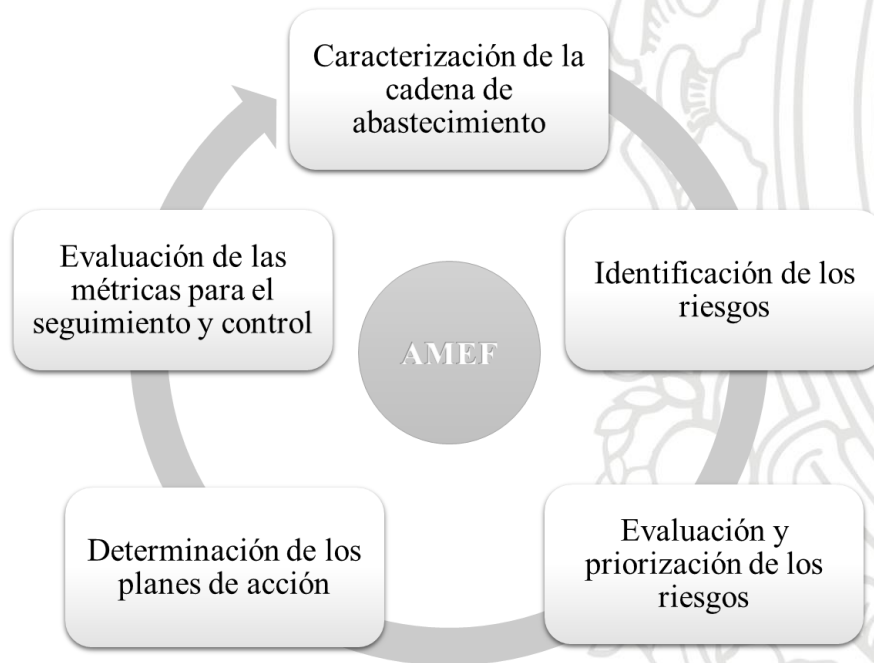 Caracterización de la
cadena de
abastecimiento
Identificación de los
riesgos
Evaluación y
priorización de los
riesgos
Determinación de los
planes de acción
Evaluación de las
métricas para el
seguimiento y control
AMEF